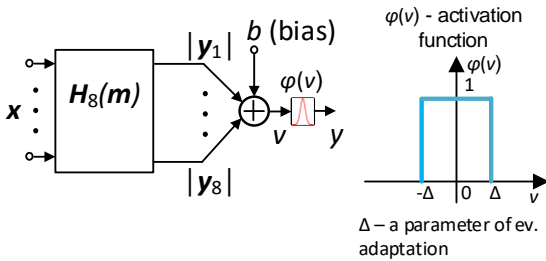 x
H₈(m)
|y₁|
|y₈|
b (bias)
φ(v)
v
y
φ(v) - activation
function
φ(v)
1
-Δ
0
Δ
v
Δ – a parameter of ev.
adaptation